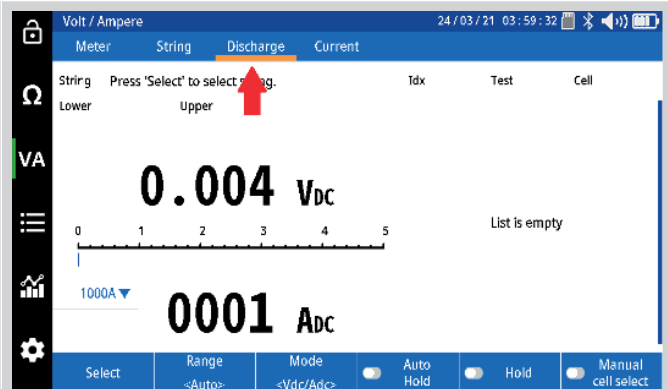 Volt / Ampere 24 / 03 / 21 03 : 59 : 32
Meter String Discharge Current
String Press 'Select' to select string. Idx Test Cell
Lower Upper
Ω
VA
0.004 VDC
List is empty
0 1 2 3 4 5
1000A▼
0001 ADC
Select Range <Auto> Mode <Vdc/Adc> Auto Hold Hold Manual cell select